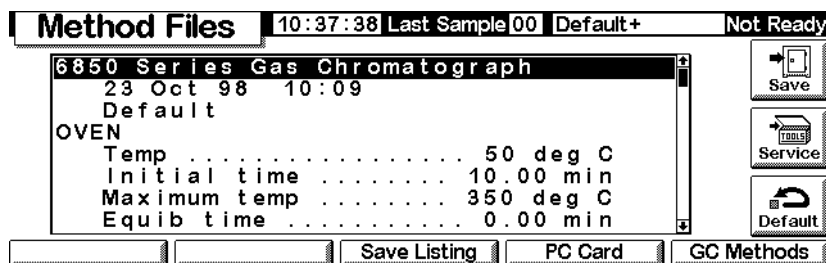 Method Files 10:37:38 Last Sample 00 Default+ Not Ready
6850 Series Gas Chromatograph
23 Oct 98 10:09
Default
OVEN
Temp .................. 50 deg C
Initial time ........ 10.00 min
Maximum temp ........ 350 deg C
Equib time ........... 0.00 min
Save
TOOLS
Service
Default
Save Listing PC Card GC Methods